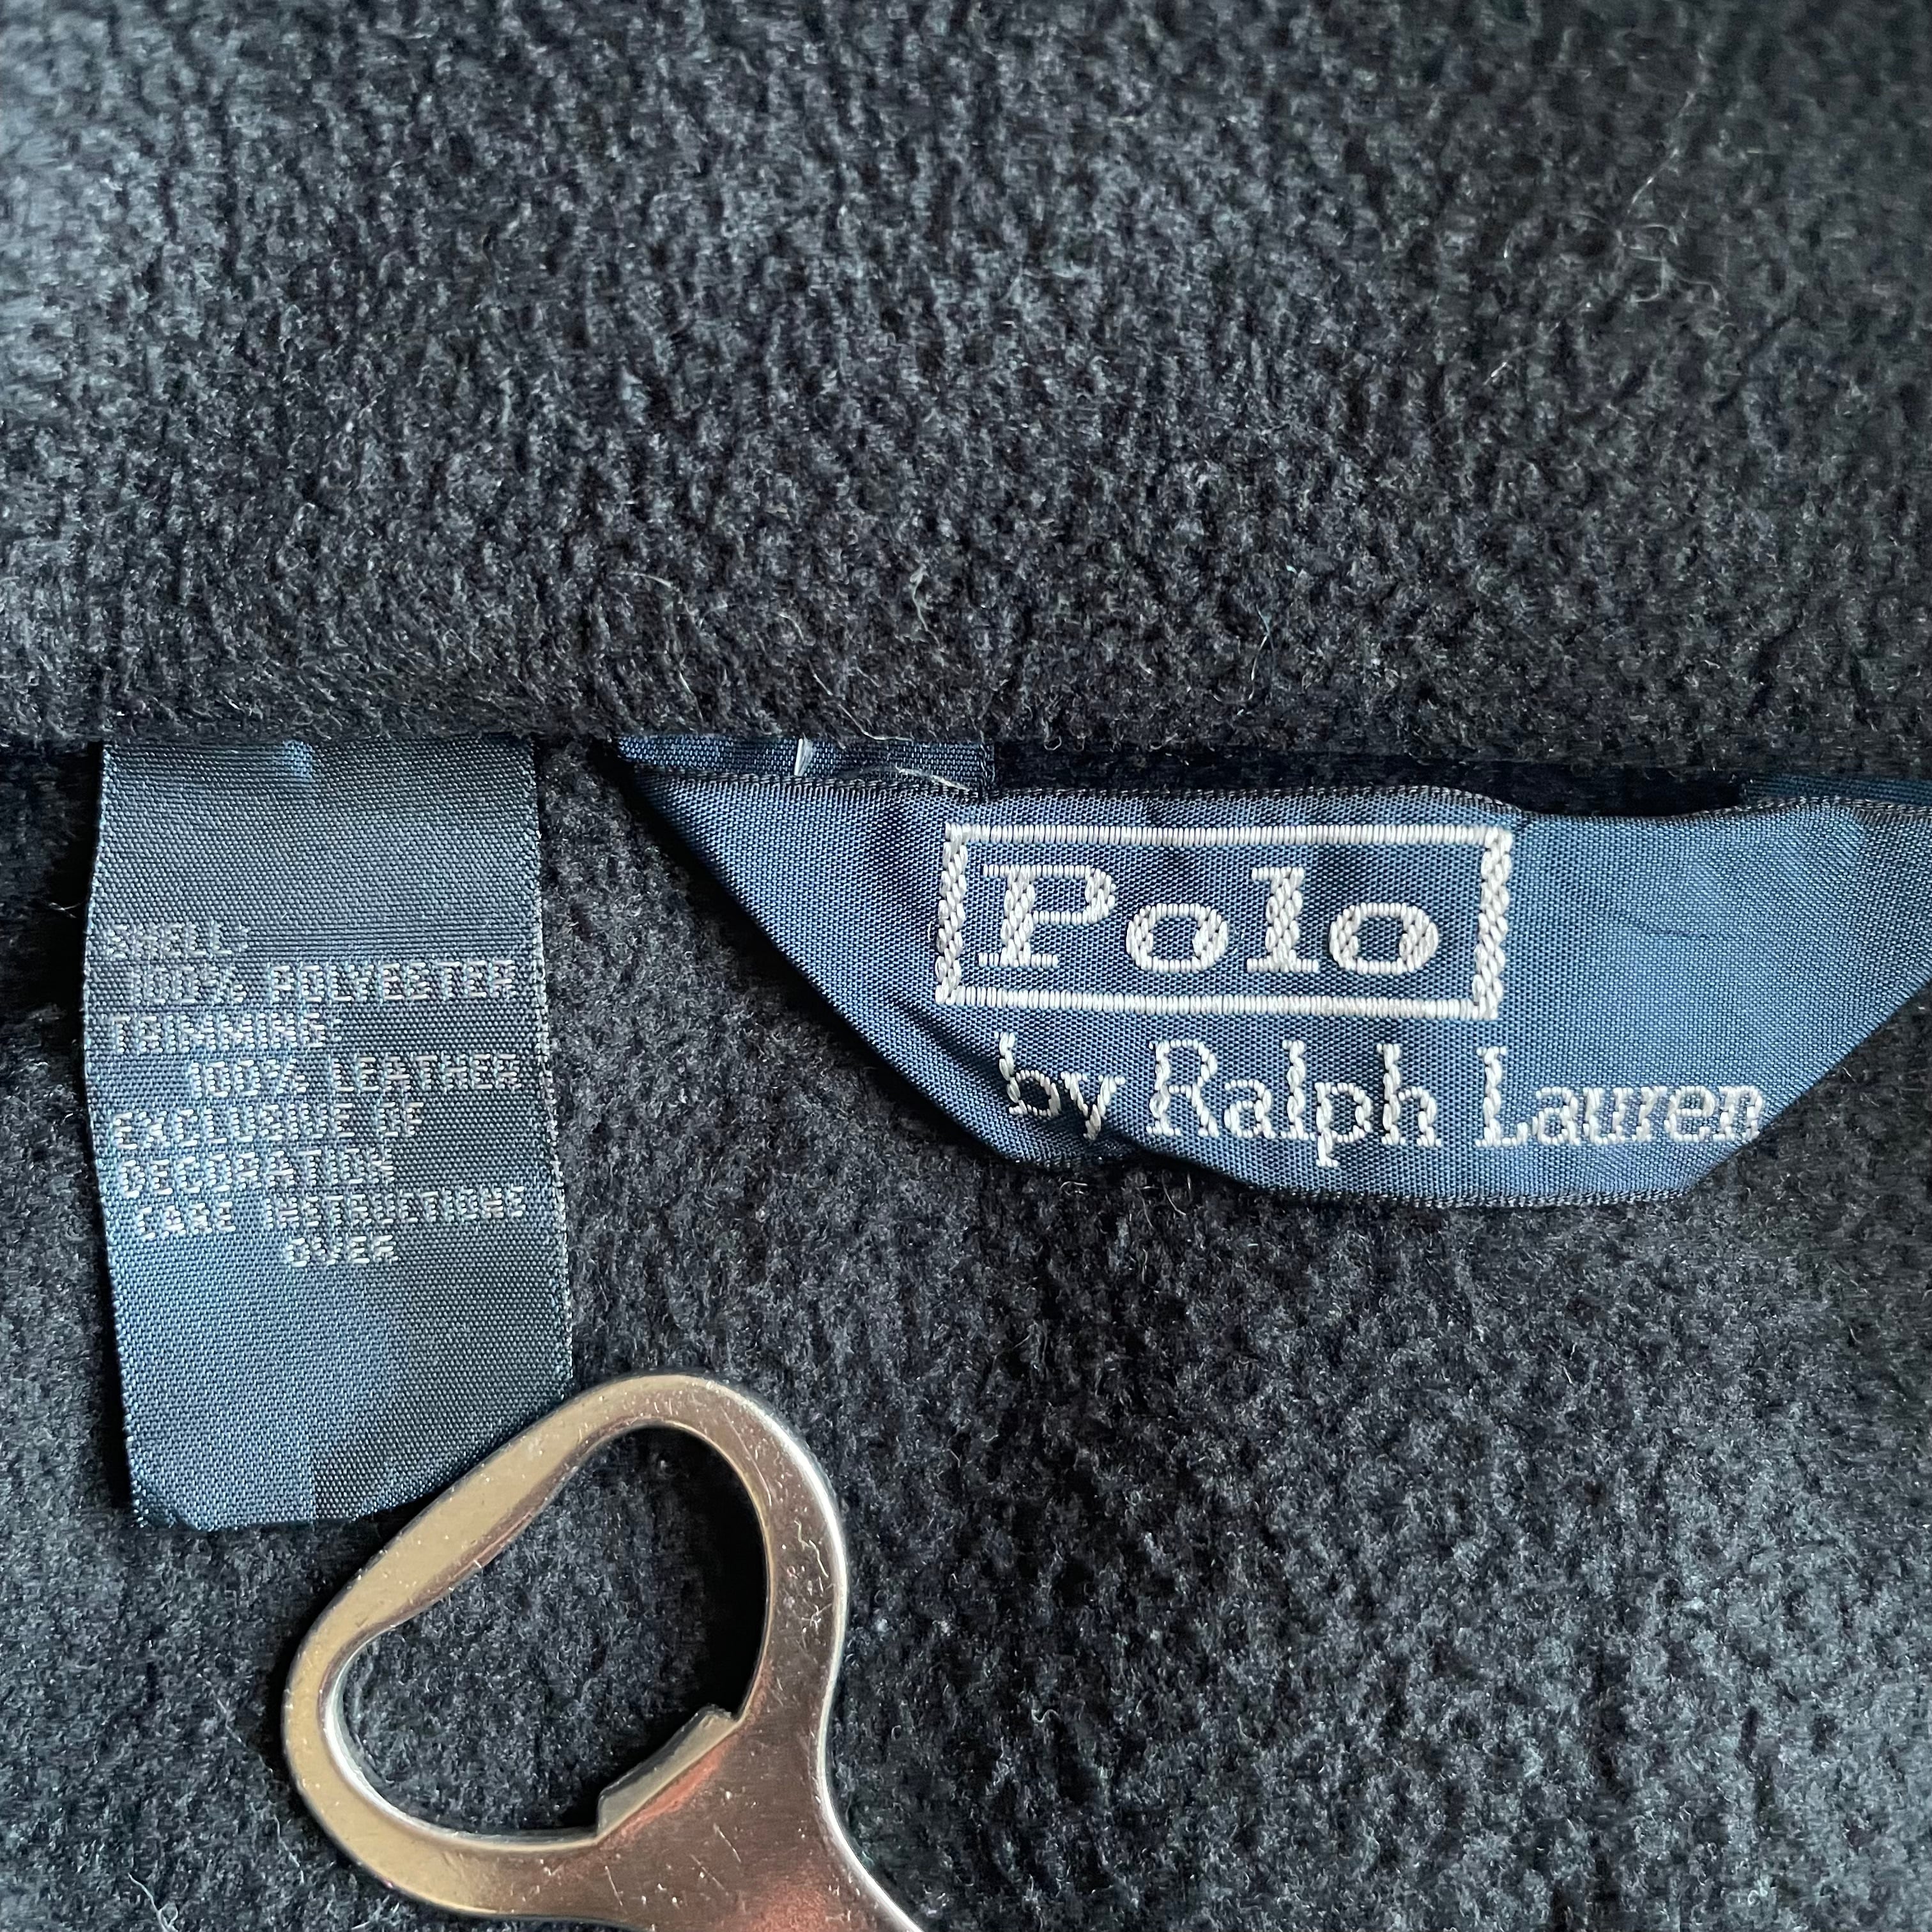 SHELL:
100% POLYESTER
TRIMMING:
100% LEATHER
EXCLUSIVE OF
DECORATION
CARE INSTRUCTIONS
OVER
Polo
by Ralph Lauren